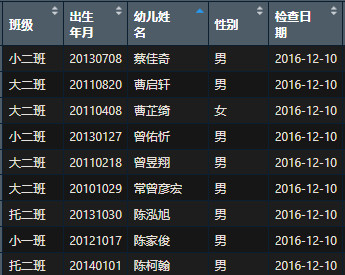 班级 出生年月 幼儿姓名 性别 检查日期
小二班 20130708 蔡佳奇 男 2016-12-10
大二班 20110820 曹启轩 男 2016-12-10
大二班 20110408 曹芷绮 女 2016-12-10
小二班 20130127 曾佑忻 男 2016-12-10
大二班 20110218 曾昱翔 男 2016-12-10
大二班 20101029 常曾彦宏 男 2016-12-10
托二班 20131030 陈泓旭 男 2016-12-10
小一班 20121017 陈家俊 男 2016-12-10
托二班 20140101 陈柯翰 男 2016-12-10